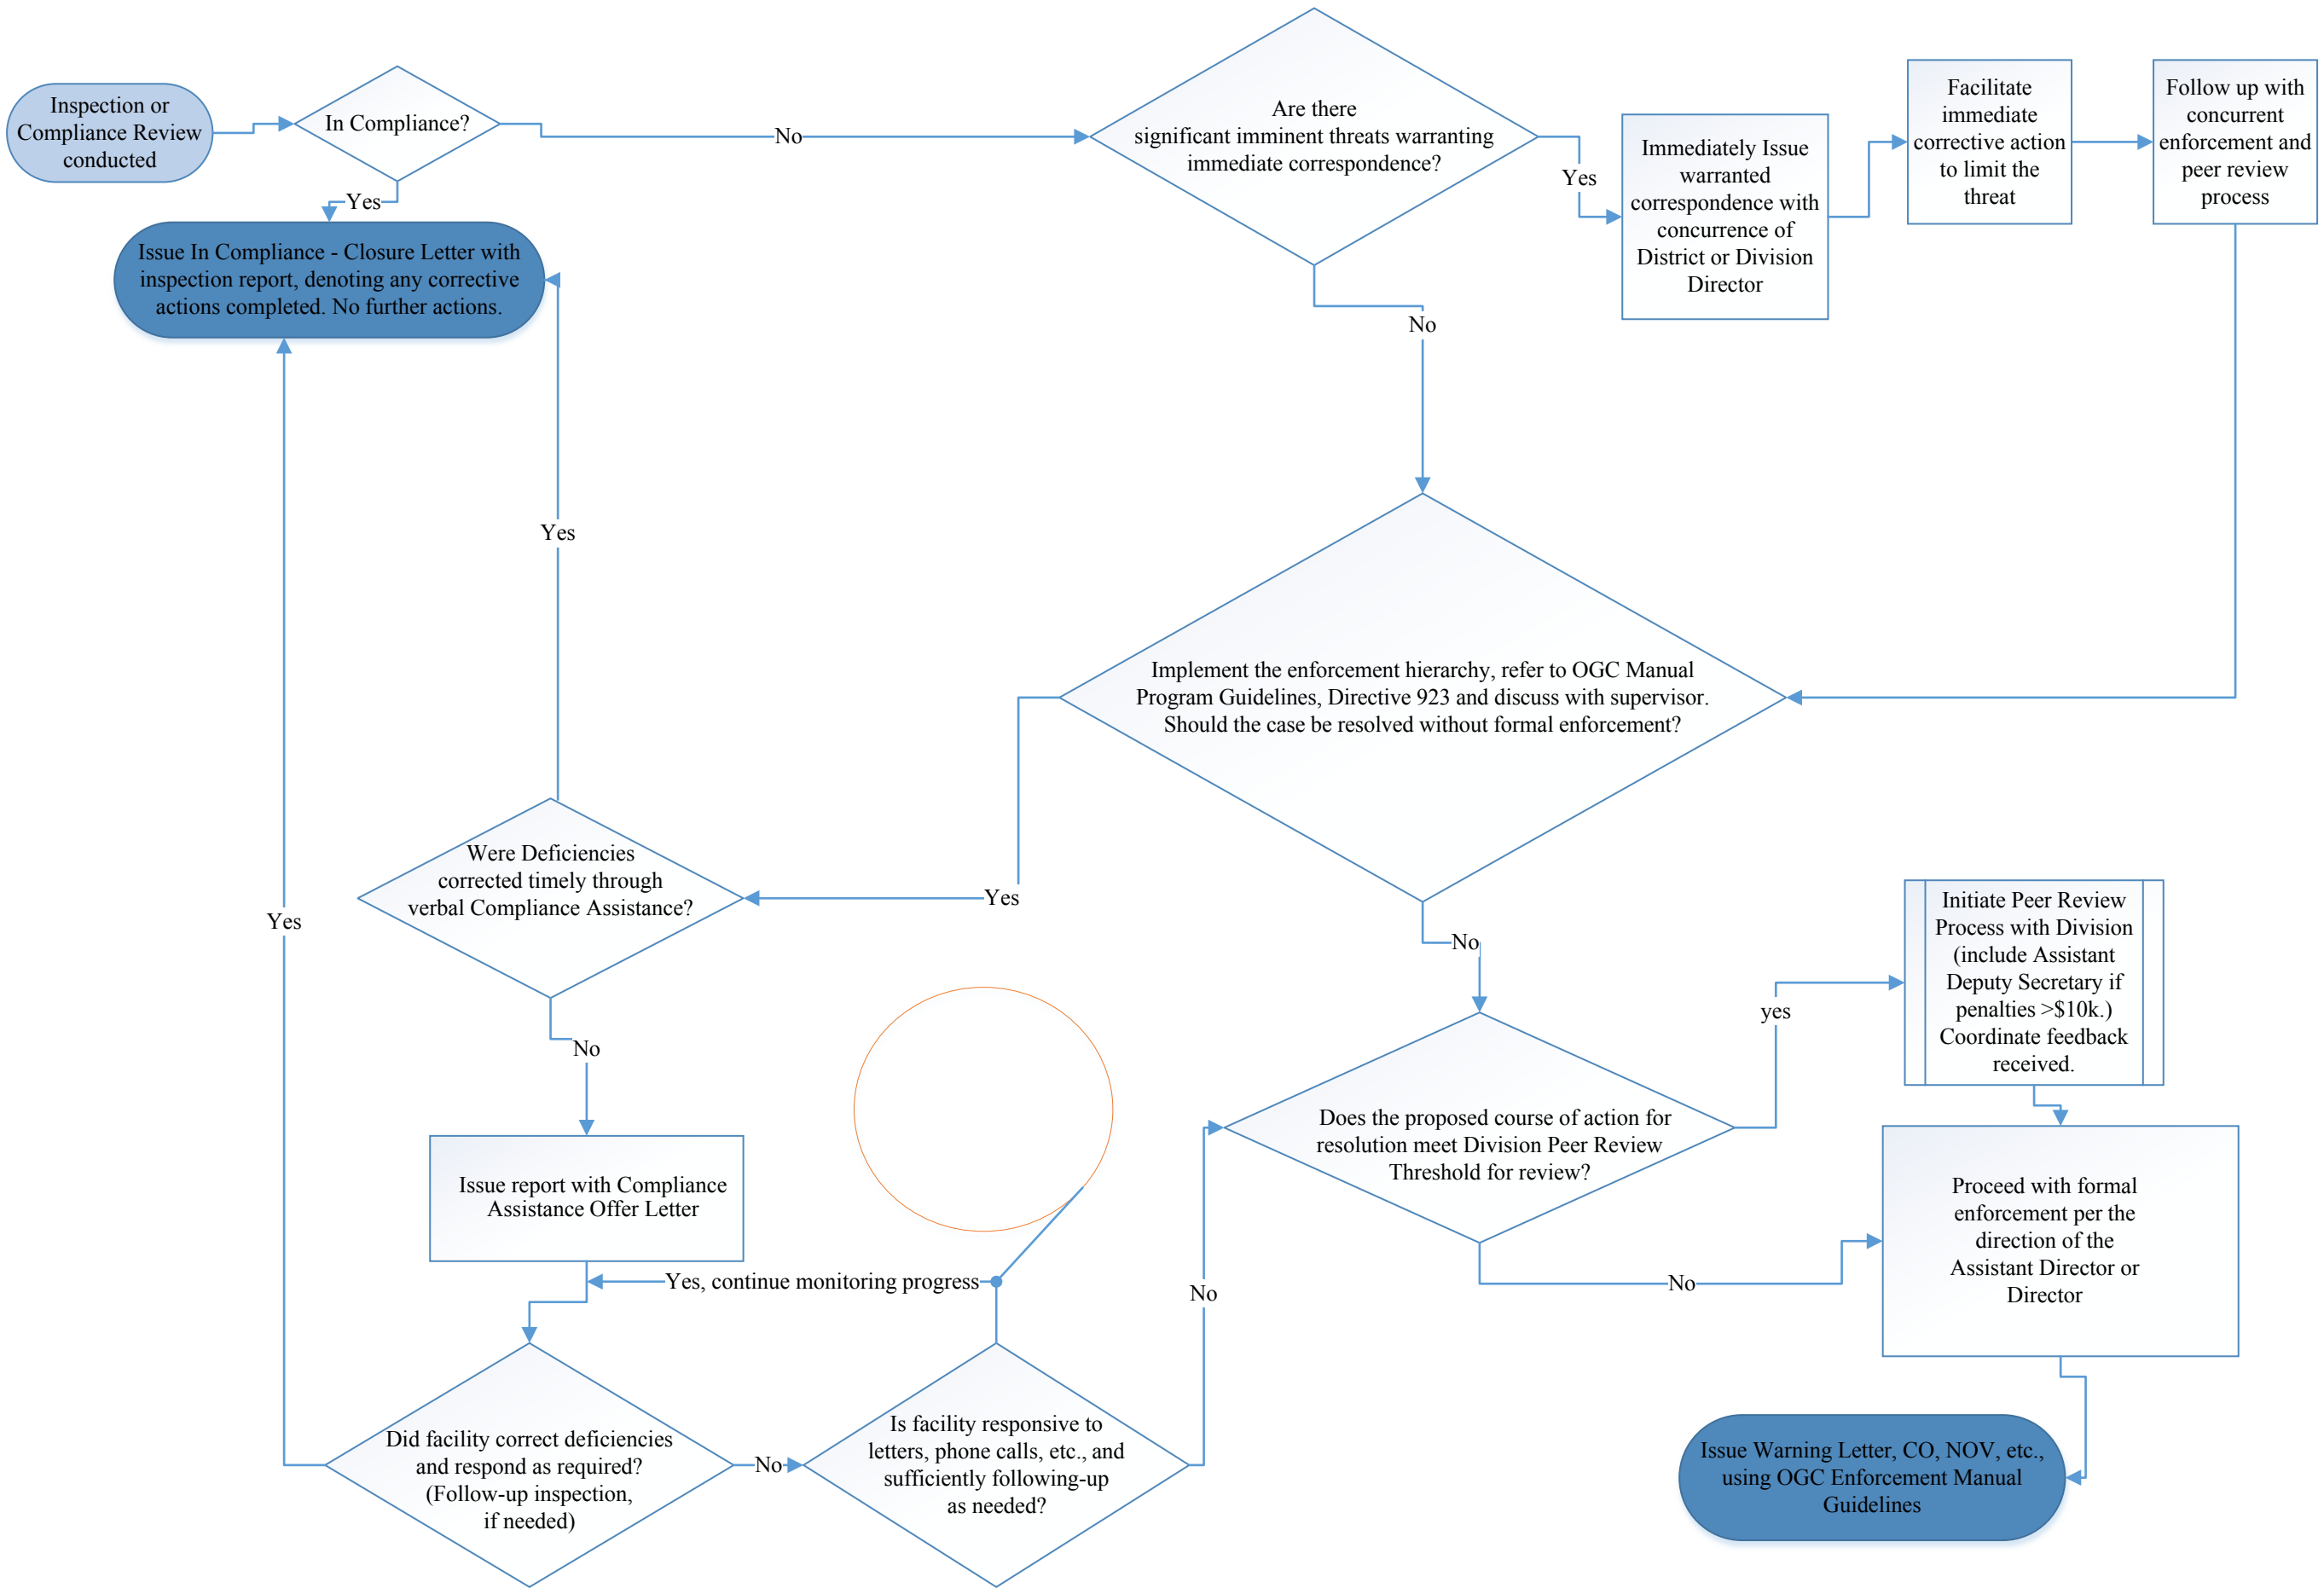 Inspection or
Compliance Review
conducted
In Compliance?
No
Yes
Issue In Compliance - Closure Letter with
inspection report, denoting any corrective
actions completed. No further actions.
Are there
significant imminent threats warranting
immediate correspondence?
Yes
No
Immediately Issue
warranted
correspondence with
concurrence of
District or Division
Director
Facilitate
immediate
corrective action
to limit the
threat
Follow up with
concurrent
enforcement and
peer review
process
Implement the enforcement hierarchy, refer to OGC Manual
Program Guidelines, Directive 923 and discuss with supervisor.
Should the case be resolved without formal enforcement?
Yes
No
Were Deficiencies
corrected timely through
verbal Compliance Assistance?
Yes
No
Issue report with Compliance
Assistance Offer Letter
Yes, continue monitoring progress
Did facility correct deficiencies
and respond as required?
(Follow-up inspection,
if needed)
Yes
No
Is facility responsive to
letters, phone calls, etc., and
sufficiently following-up
as needed?
No
Does the proposed course of action for
resolution meet Division Peer Review
Threshold for review?
yes
No
Initiate Peer Review
Process with Division
(include Assistant
Deputy Secretary if
penalties >$10k.)
Coordinate feedback
received.
Proceed with formal
enforcement per the
direction of the
Assistant Director or
Director
Issue Warning Letter, CO, NOV, etc.,
using OGC Enforcement Manual
Guidelines